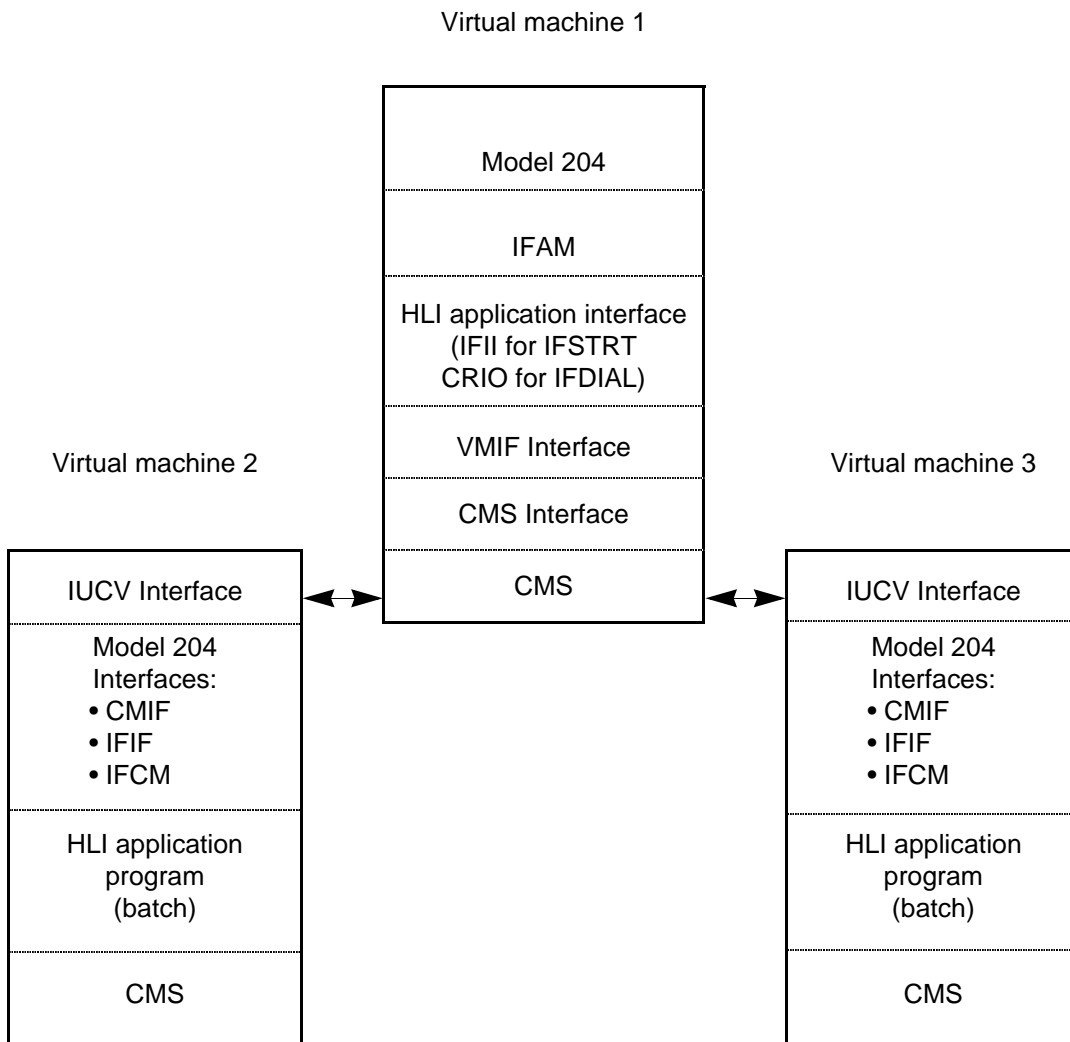 Virtual machine 1
Model 204
IFAM
HLI application interface
(IFII for IFSTRT
CRIO for IFDIAL)
VMIF Interface
CMS Interface
CMS
Virtual machine 2
IUCV Interface
Model 204
Interfaces:
• CMIF
• IFIF
• IFCM
HLI application
program
(batch)
CMS
Virtual machine 3
IUCV Interface
Model 204
Interfaces:
• CMIF
• IFIF
• IFCM
HLI application
program
(batch)
CMS